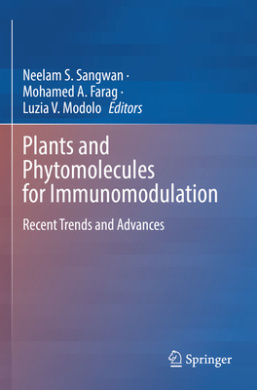 Neelam S. Sangwan ·
Mohamed A. Farag ·
Luzia V. Modolo Editors
Plants and
Phytomolecules
for Immunomodulation
Recent Trends and Advances
Springer